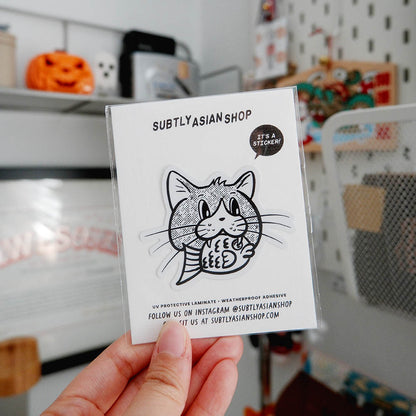 SUBTLY ASIAN SHOP
IT'S A
STICKER!
UV PROTECTIVE LAMINATE • WEATHERPROOF ADHESIVE
FOLLOW US ON INSTAGRAM @SUBTLYASIANSHOP
US AT SUBTLYASIANSHOP.COM